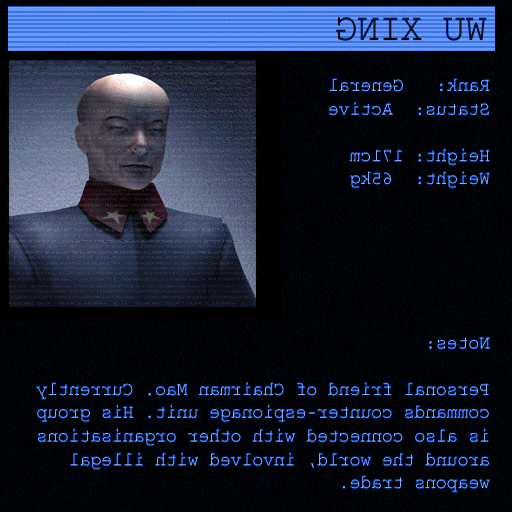 WU XING
Rank: General
Status: Active
Height: 171cm
Weight: 65kg
Notes:
Personal friend of Chairman Mao. Currently
commands counter-espionage unit. His group
is also connected with other organisations
around the world, involved with illegal
weapons trade.